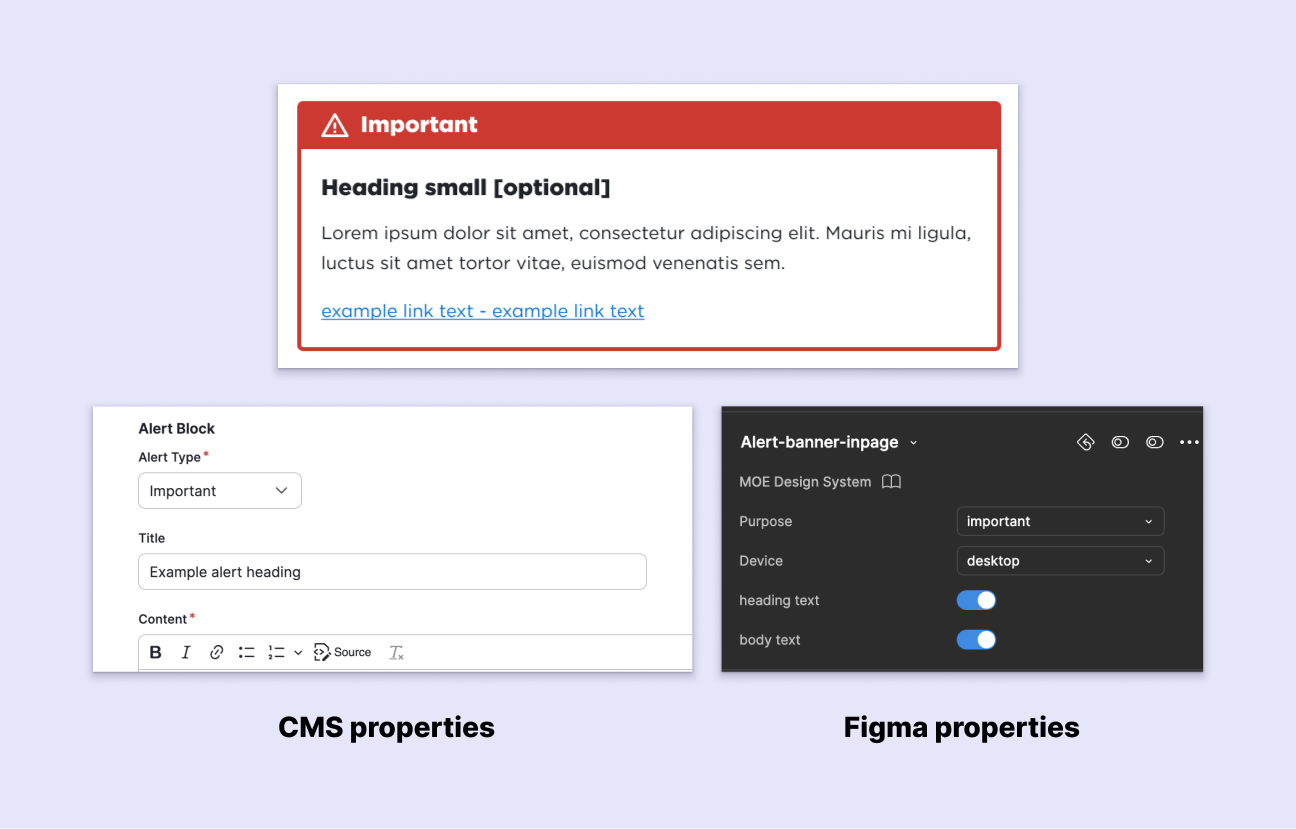 Important
Heading small [optional]
Lorem ipsum dolor sit amet, consectetur adipiscing elit. Mauris mi ligula,
luctus sit amet tortor vitae, euismod venenatis sem.
example link text - example link text
Alert Block
Alert Type*
Important
Title
Example alert heading
Content*
B I Source Tx
CMS properties
Alert-banner-inpage
MOE Design System
Purpose important
Device desktop
heading text
body text
Figma properties